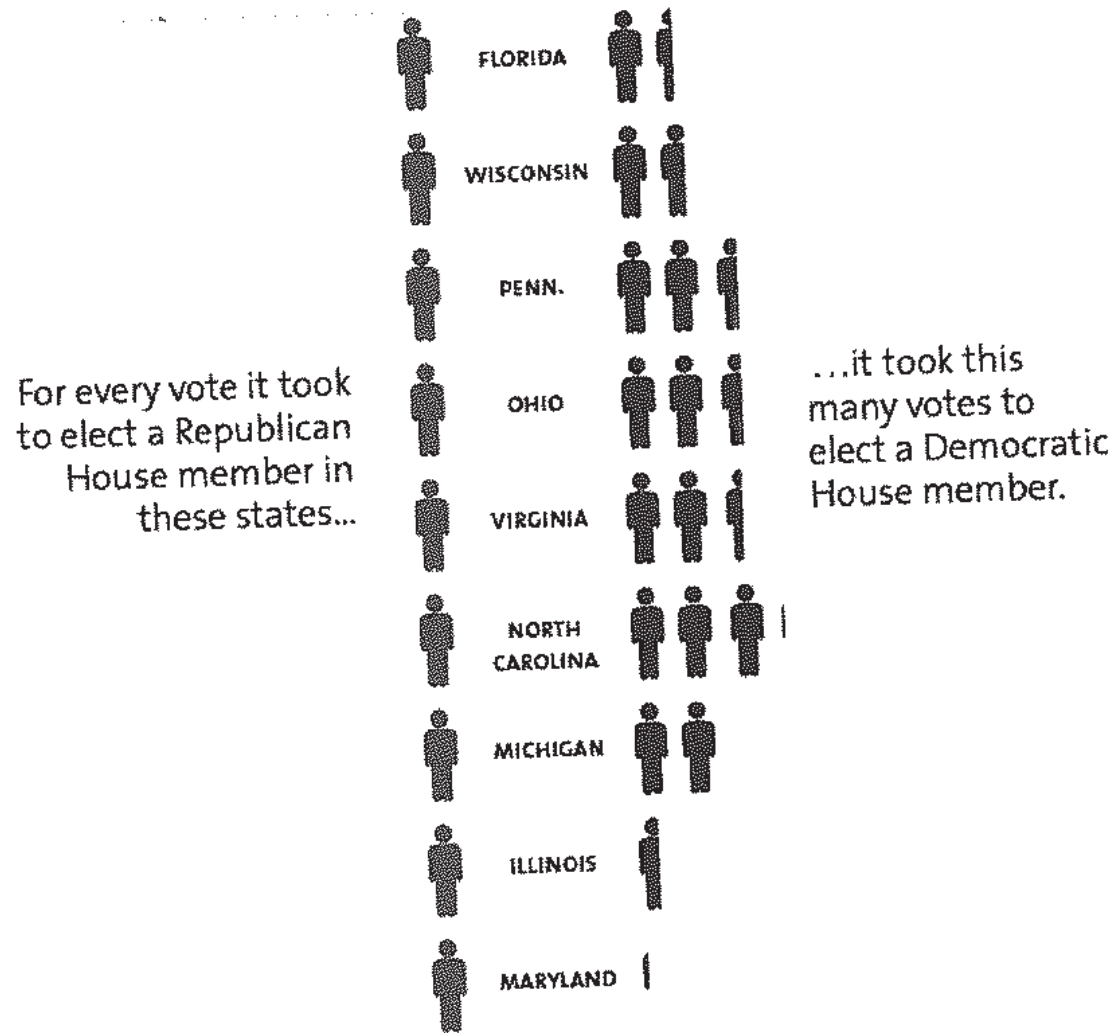 FLORIDA
WISCONSIN
PENN.
For every vote it took
to elect a Republican
House member in
these states...
OHIO
...it took this
many votes to
elect a Democratic
House member.
VIRGINIA
NORTH
CAROLINA
MICHIGAN
ILLINOIS
MARYLAND